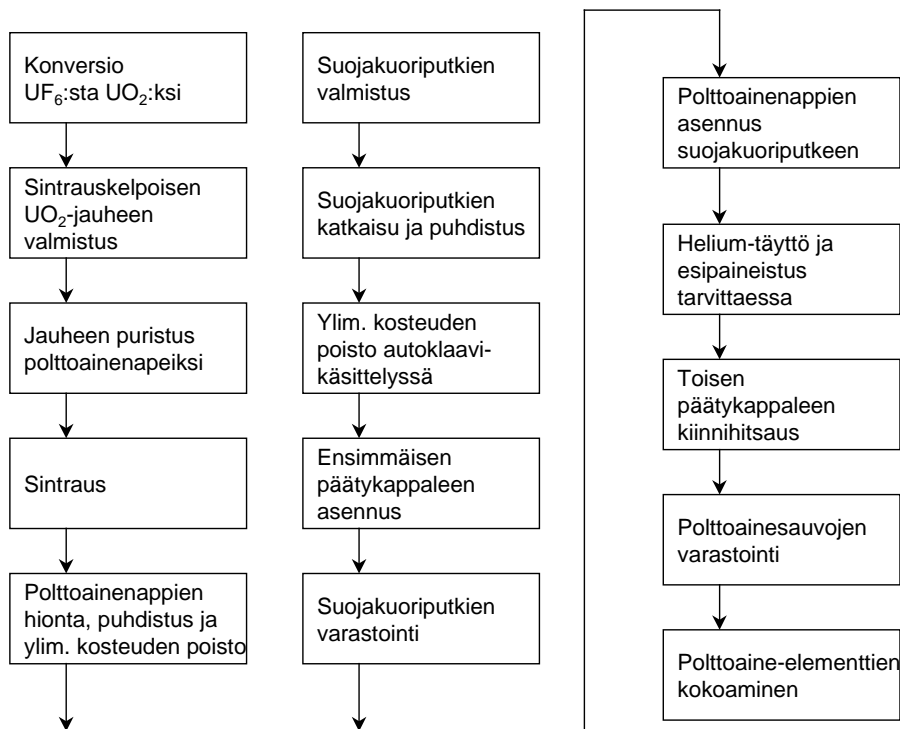 Konversio
UF₆:sta UO₂:ksi
Sintrauskelpoisen
UO₂-jauheen
valmistus
Jauheen puristus
polttoainenapeiksi
Sintraus
Polttoainenappien
hionta, puhdistus ja
ylim. kosteuden poisto
Suojakuoriputkien
valmistus
Suojakuoriputkien
katkaisu ja puhdistus
Ylim. kosteuden
poisto autoklaavi-
käsittelyssä
Ensimmäisen
päätykappaleen
asennus
Suojakuoriputkien
varastointi
Polttoainenappien
asennus
suojakuoriputkeen
Helium-täyttö ja
esipaineistus
tarvittaessa
Toisen
päätykappaleen
kiinnihitsaus
Polttoainesauvojen
varastointi
Polttoaine-elementtien
kokoaminen